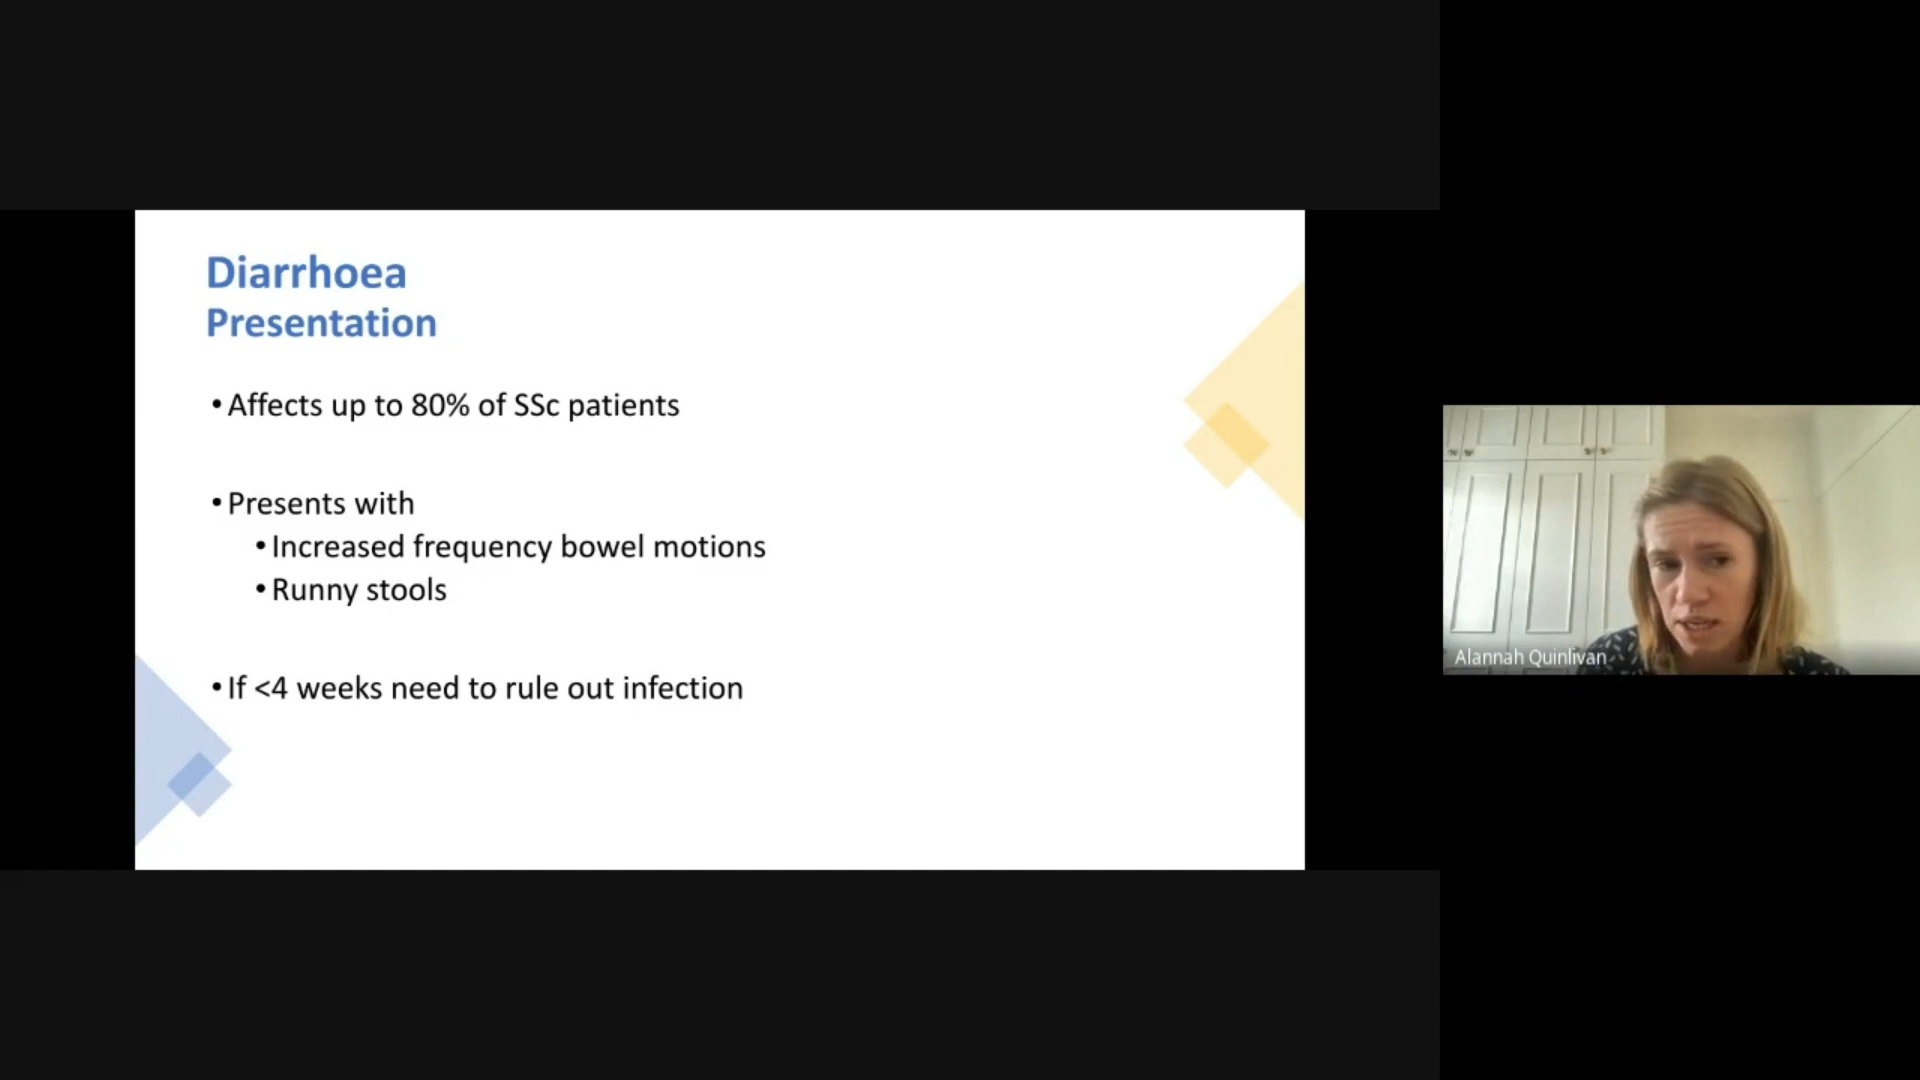 Diarrhoea
Presentation
•Affects up to 80% of SSc patients
•Presents with
•Increased frequency bowel motions
•Runny stools
•If <4 weeks need to rule out infection
Alannah Quinlivan